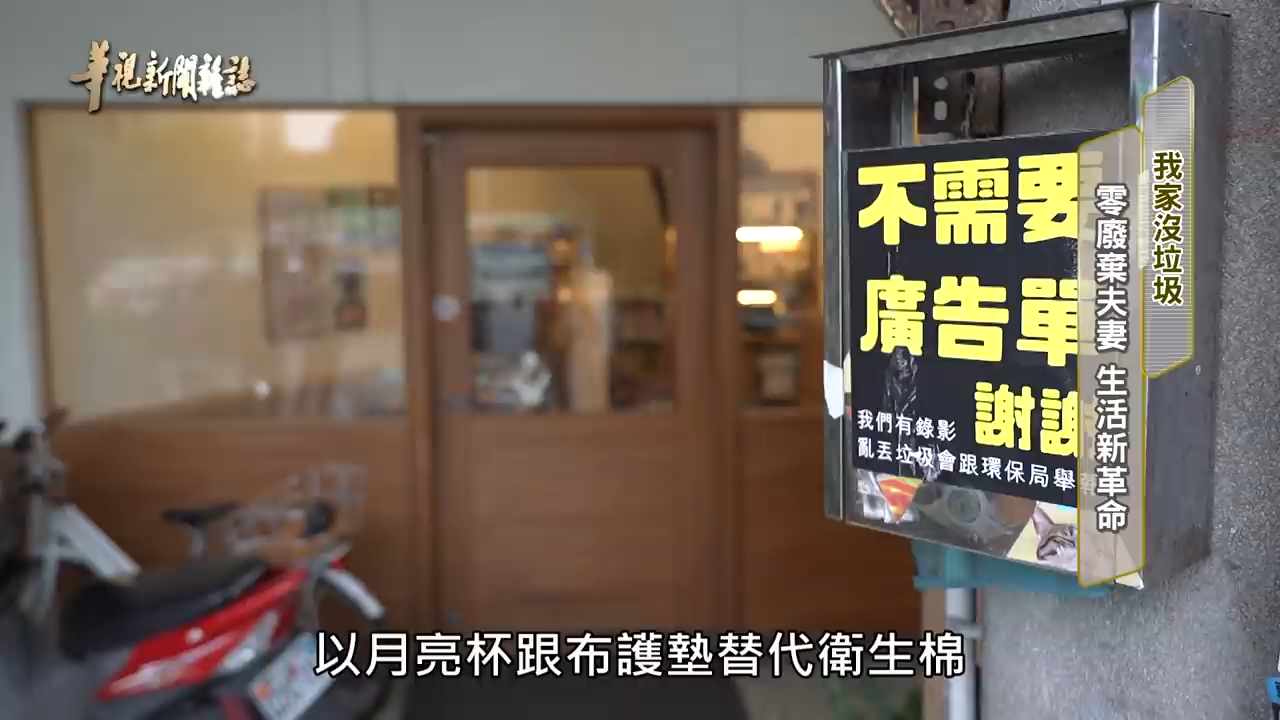 華視新聞雜誌
我家沒垃圾
零廢棄夫妻 生活新革命
不需要
廣告單
謝謝
我們有錄影
亂丟垃圾會跟環保局舉
以月亮杯跟布護墊替代衛生棉